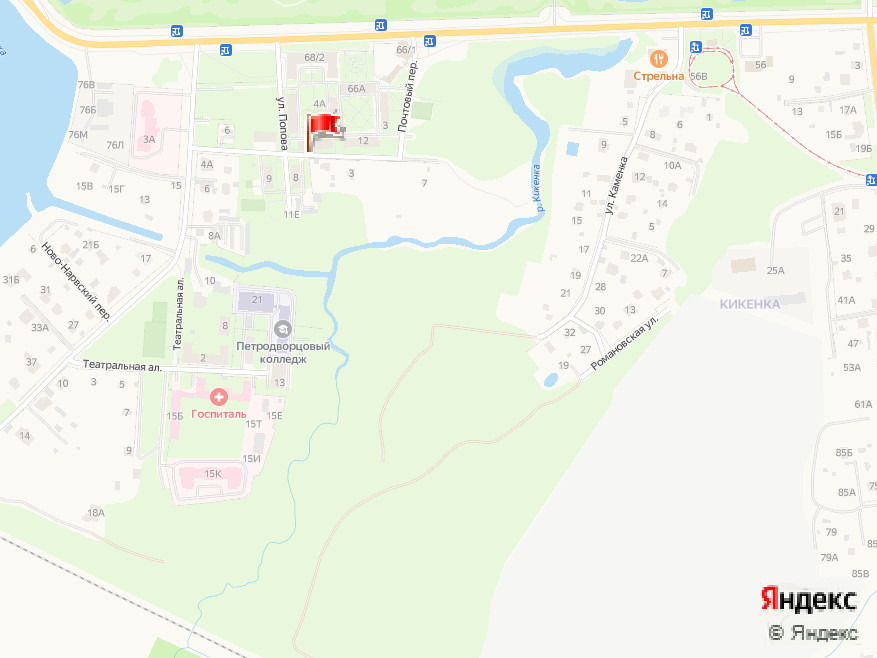 68/2
66/1
Стрельна
56В
9
3
76В
66А
76Б
4А
ул. Попова
Почтовый пер.
76М
3А
6
3
12
76Л
5
8
6
1
13
17А
15Б
19Б
4А
10А
15В
15Г
15
6
9
8
3
7
р. Кикенка
11
ул. Каменка
14
13
11Е
15
5
21
29
6
21Б
17
8А
17
22А
7
35
25А
31Б
31
Ново-Нарвский пер.
10
19
21
28
13
КИКЕНКА
41А
33А
27
Театральная ал.
21
8
30
32
Романовская ул.
47
Петродворцовый
колледж
27
19
53А
Театральная ал.
2
10
3
5
13
61А
7
Госпиталь
15Б
15Е
15Т
14
9
15И
85Б
15К
85А
75
18А
79
85
79А
85В
Яндекс
© Яндекс